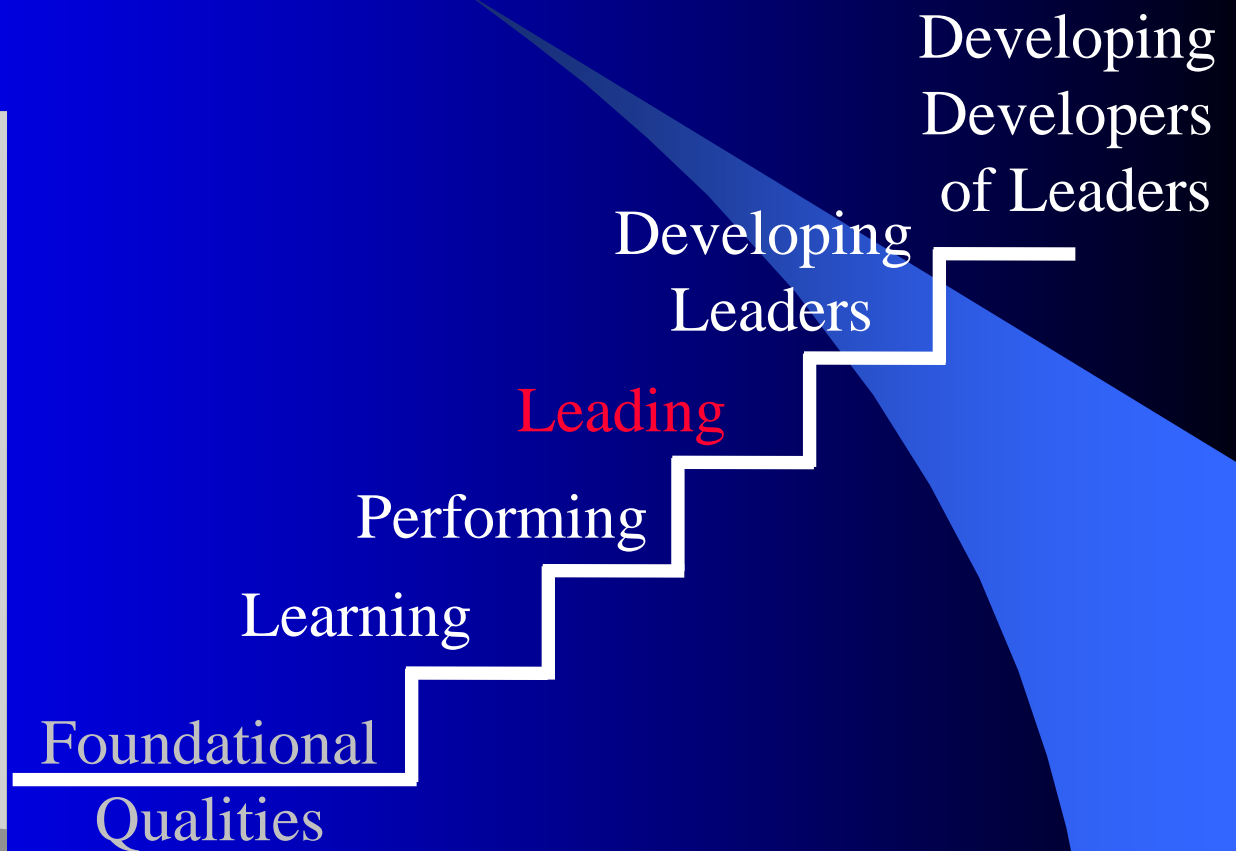 Developing
Developers
of Leaders
Developing
Leaders
Leading
Performing
Learning
Foundational
Qualities